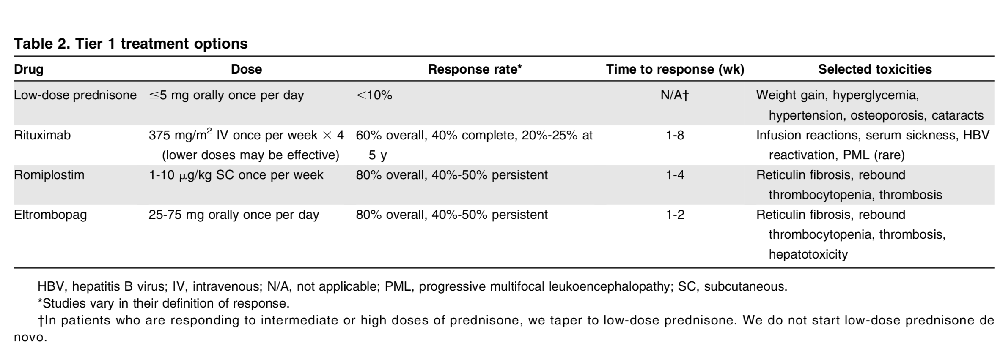 Table 2. Tier 1 treatment options
Drug Dose Response rate* Time to response (wk) Selected toxicities
Low-dose prednisone ≤5 mg orally once per day <10% N/A† Weight gain, hyperglycemia,
hypertension, osteoporosis, cataracts
Rituximab 375 mg/m² IV once per week × 4 60% overall, 40% complete, 20%-25% at 1-8 Infusion reactions, serum sickness, HBV
(lower doses may be effective) 5 y reactivation, PML (rare)
Romiplostim 1-10 μg/kg SC once per week 80% overall, 40%-50% persistent 1-4 Reticulin fibrosis, rebound
thrombocytopenia, thrombosis
Eltrombopag 25-75 mg orally once per day 80% overall, 40%-50% persistent 1-2 Reticulin fibrosis, rebound
thrombocytopenia, thrombosis,
hepatotoxicity
HBV, hepatitis B virus; IV, intravenous; N/A, not applicable; PML, progressive multifocal leukoencephalopathy; SC, subcutaneous.
*Studies vary in their definition of response.
†In patients who are responding to intermediate or high doses of prednisone, we taper to low-dose prednisone. We do not start low-dose prednisone de
novo.